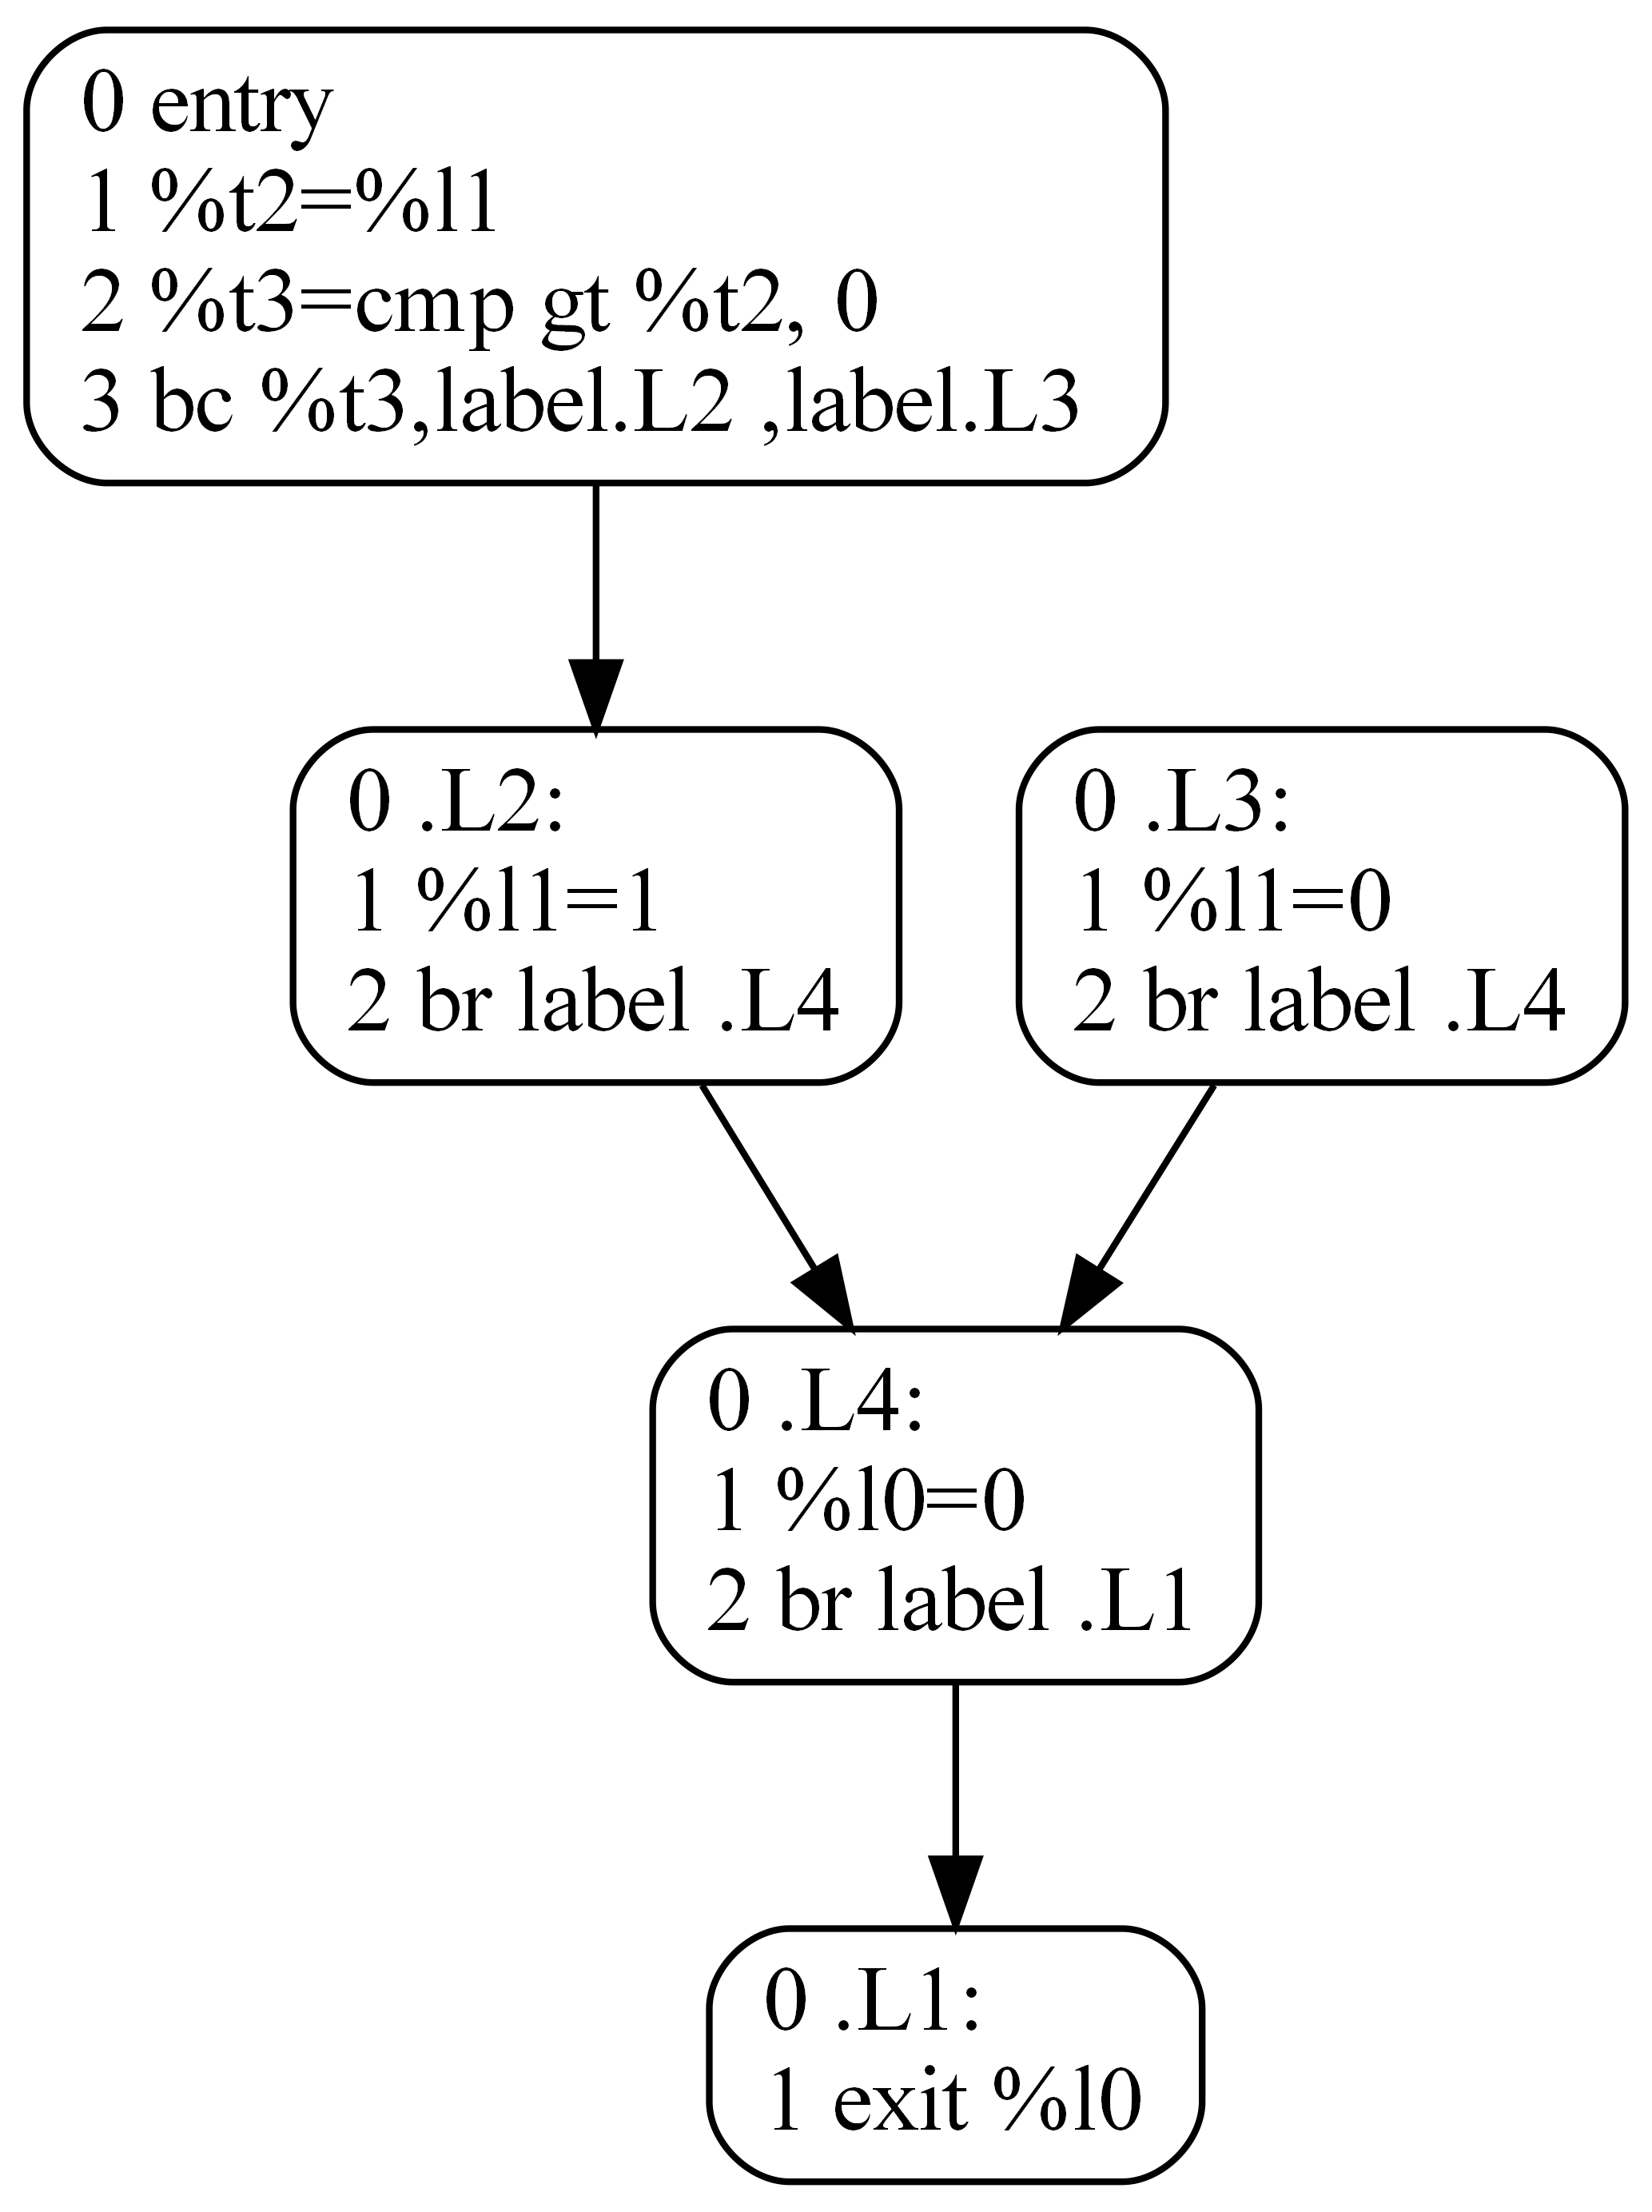 0 entry
1 %t2=%l1
2 %t3=cmp gt %t2, 0
3 bc %t3,label.L2 ,label.L3
0 .L2:
1 %l1=1
2 br label .L4
0 .L3:
1 %l1=0
2 br label .L4
0 .L4:
1 %l0=0
2 br label .L1
0 .L1:
1 exit %l0